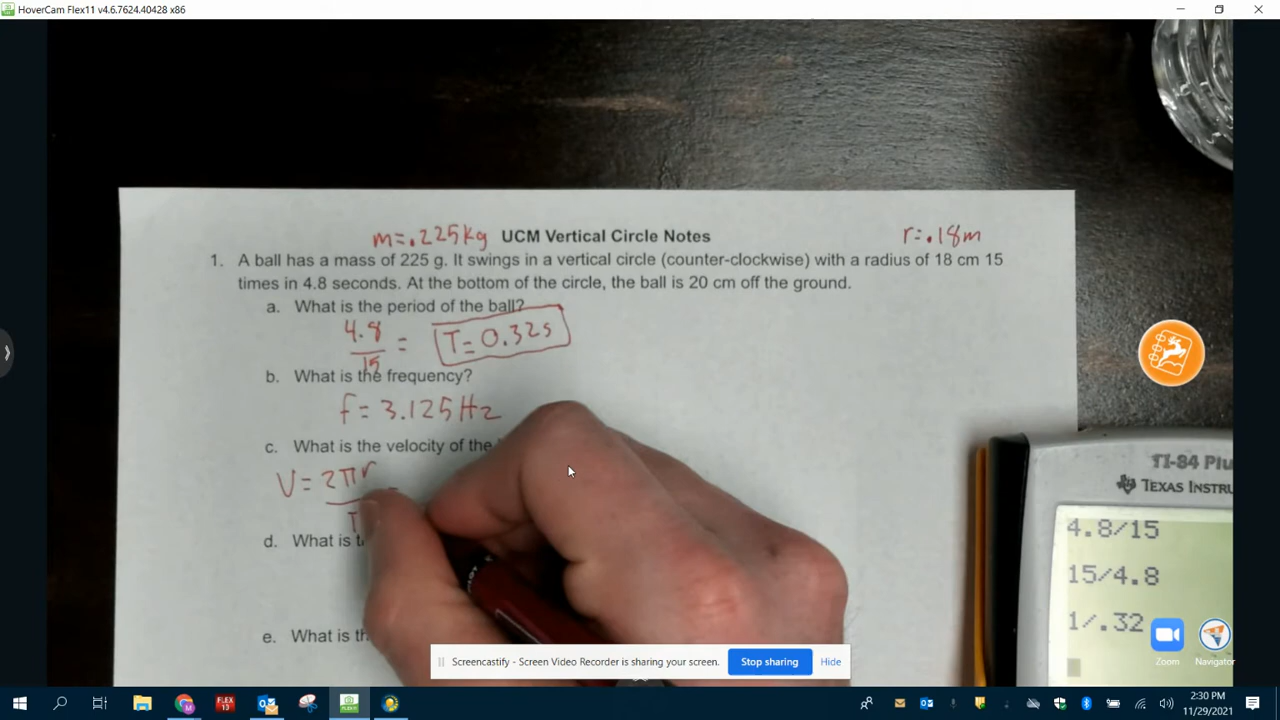 HoverCam Flex11 v4.6.7624.40428 x86
m=.225kg UCM Vertical Circle Notes r=.18m
1. A ball has a mass of 225 g. It swings in a vertical circle (counter-clockwise) with a radius of 18 cm 15
times in 4.8 seconds. At the bottom of the circle, the ball is 20 cm off the ground.
a. What is the period of the ball?
4.8
15
= T= 0.32s
b. What is the frequency?
f= 3.125Hz
c. What is the velocity of the
V= 2πr
T
d. What is t
e. What is th
TI-84 Plu
TEXAS INSTRU
4.8/15
15/4.8
1/.32
Zoom
Navigator
Screencastify - Screen Video Recorder is sharing your screen. Stop sharing Hide
FLEX
FLEX11
2:30 PM
11/29/2021